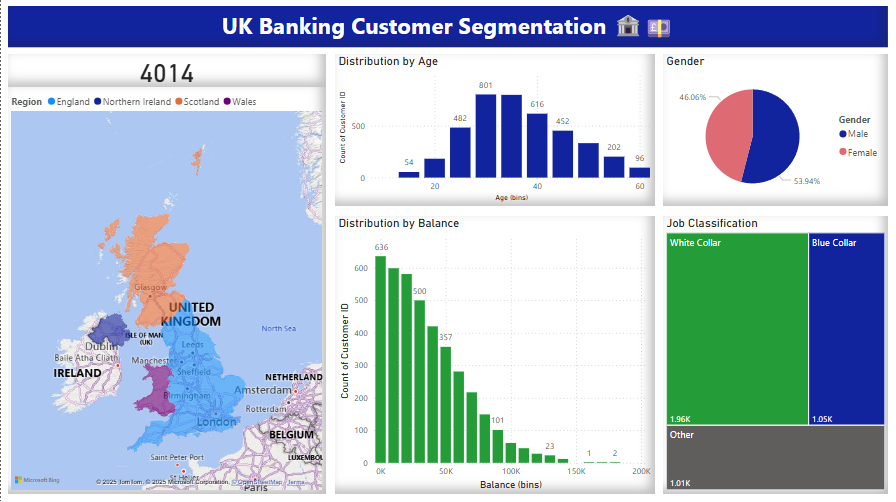 UK Banking Customer Segmentation
4014
Region England Northern Ireland Scotland Wales
Glasgow
UNITED
KINGDOM
North Sea
ISLE OF MAN
(UK)
Dublin
Baile Átha Cliath
IRELAND
Leeds
Manchester
Sheffield
Birmingham
London
NETHERLAND
Amsterdam
Rotterdam
BELGIUM
LUXEMBOU
Saint Peter Port
St Helier
Paris
Microsoft Bing
© 2025 TomTom, © 2025 Microsoft Corporation, © OpenStreetMap Terms
Distribution by Age
Count of Customer ID
500
0
54
482
801
616
452
202
96
20
40
60
Age (bins)
Gender
46.06%
53.94%
Gender
Male
Female
Distribution by Balance
Count of Customer ID
600
500
400
300
200
100
0
636
500
357
101
23
1
2
0K
50K
100K
150K
200K
Balance (bins)
Job Classification
White Collar
1.96K
Blue Collar
1.05K
Other
1.01K